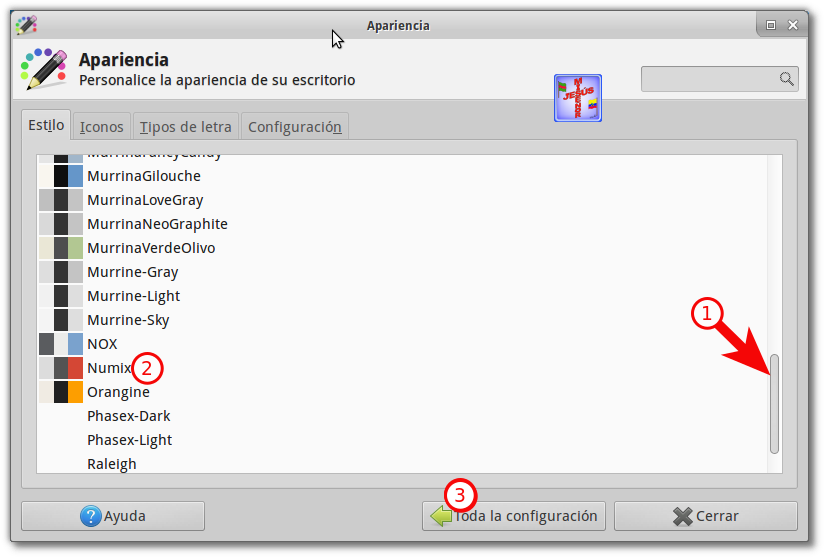 Apariencia
Apariencia
Personalice la apariencia de su escritorio
JESÚS
Estilo
Iconos
Tipos de letra
Configuración
MurrinaFancyCandy
MurrinaGilouche
MurrinaLoveGray
MurrinaNeoGraphite
MurrinaVerdeOlivo
Murrine-Gray
Murrine-Light
Murrine-Sky
1
NOX
Numix
2
Orangine
Phasex-Dark
Phasex-Light
Raleigh
3
Ayuda
Toda la configuración
Cerrar